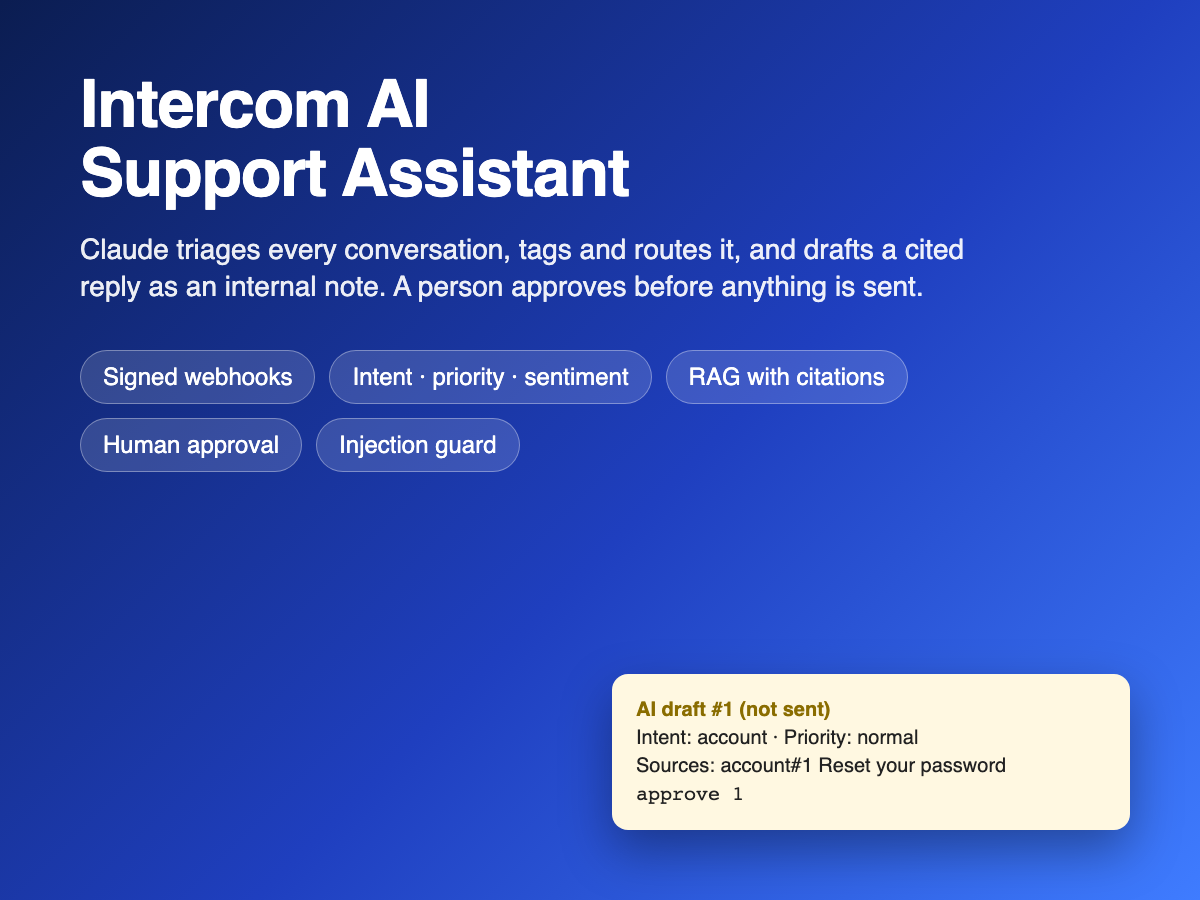 Intercom AI
Support Assistant
Claude triages every conversation, tags and routes it, and drafts a cited
reply as an internal note. A person approves before anything is sent.
Signed webhooks
Intent · priority · sentiment
RAG with citations
Human approval
Injection guard
AI draft #1 (not sent)
Intent: account · Priority: normal
Sources: account#1 Reset your password
approve 1